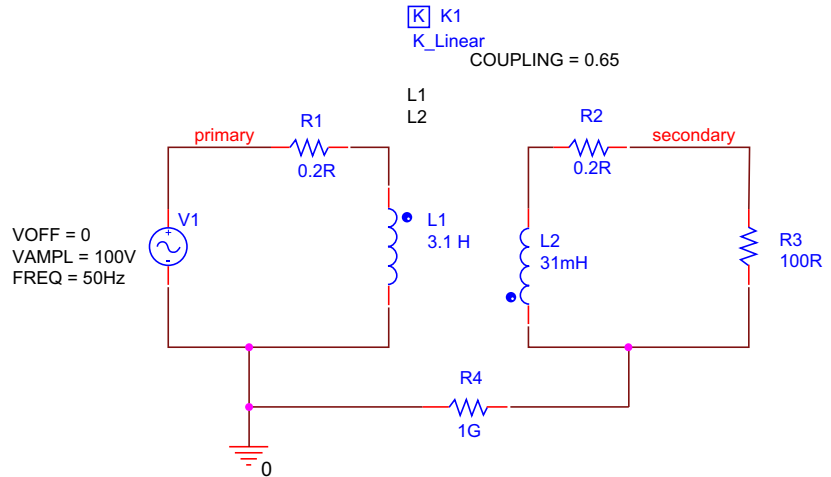 K K1
K_Linear
COUPLING = 0.65
L1
L2
R1
R2
primary
secondary
0.2R
0.2R
V1
L1
3.1 H
VOFF = 0
VAMPL = 100V
FREQ = 50Hz
+
-
L2
31mH
R3
100R
R4
1G
0